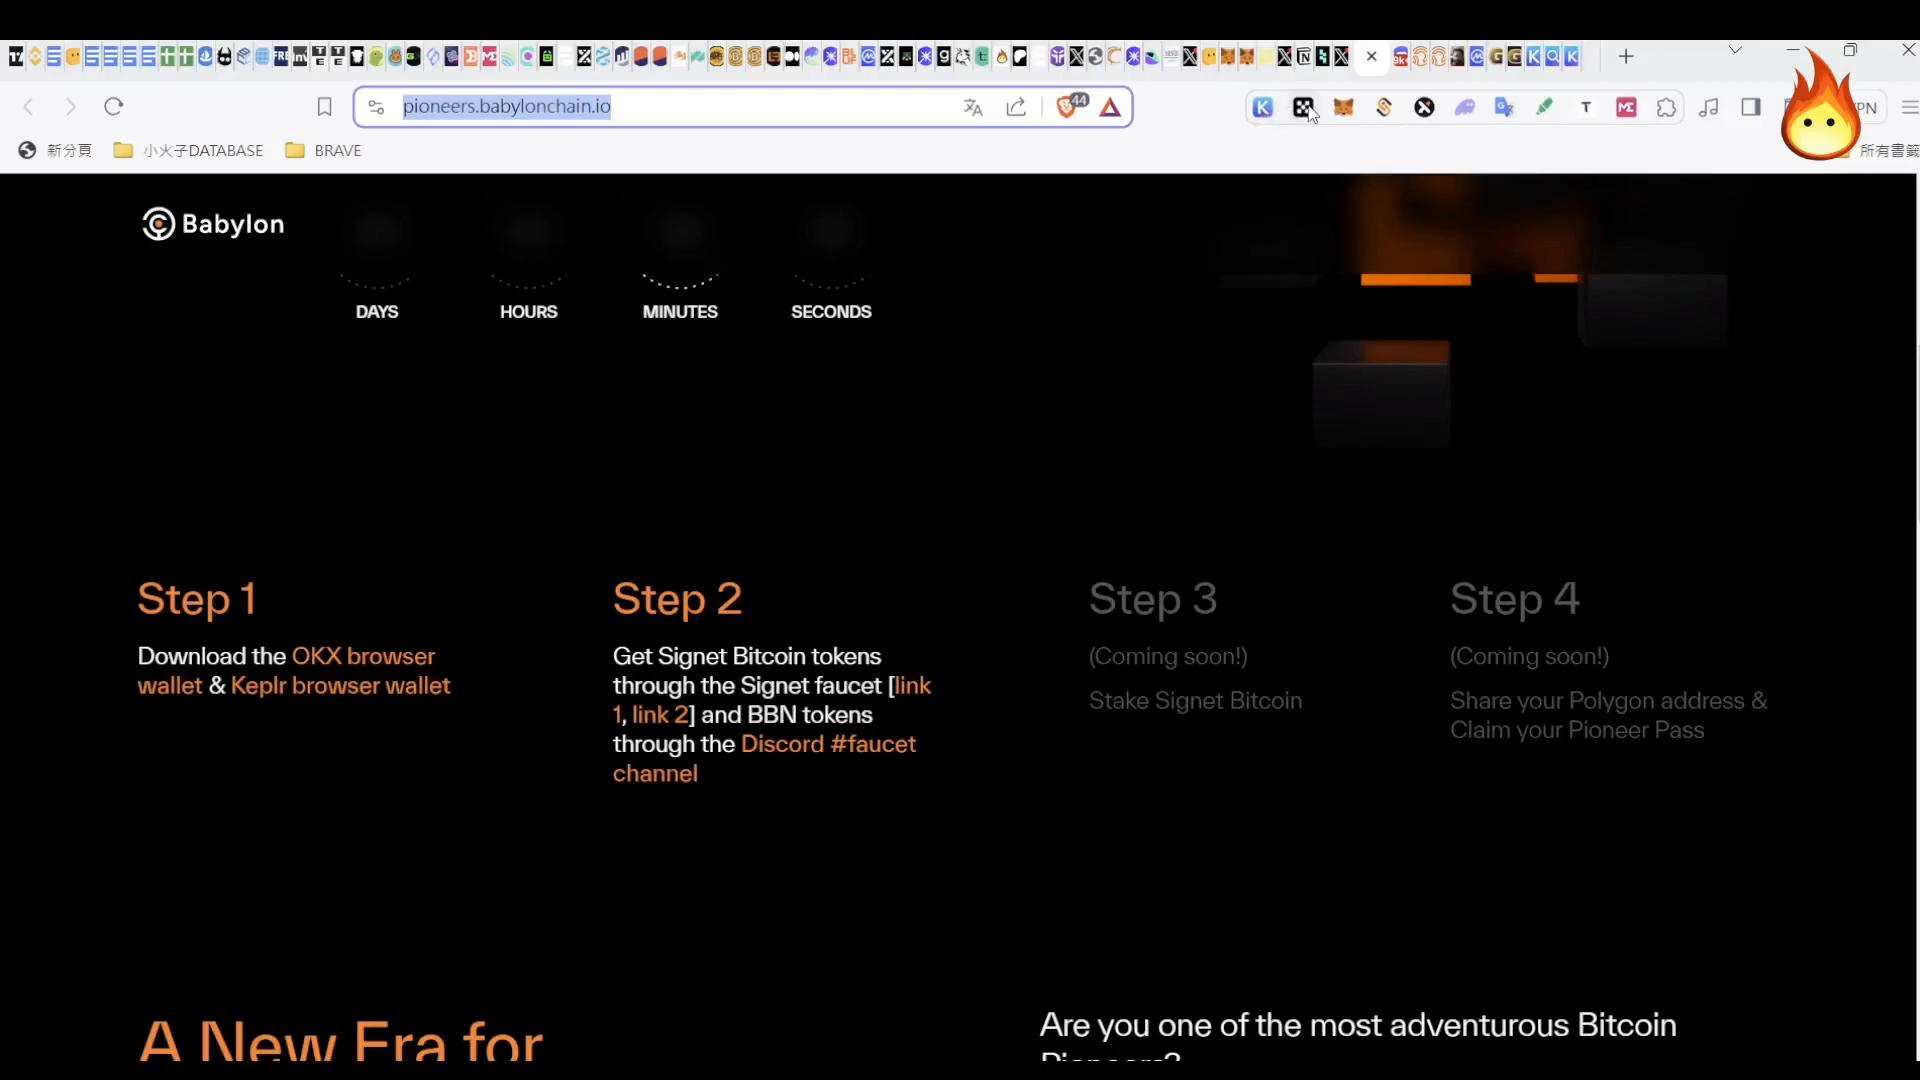 pioneers.babylonchain.io
44
VPN
新分頁
小火子DATABASE
BRAVE
所有書籤
Babylon
DAYS
HOURS
MINUTES
SECONDS
Step 1
Download the OKX browser
wallet & Keplr browser wallet
Step 2
Get Signet Bitcoin tokens
through the Signet faucet [link
1, link 2] and BBN tokens
through the Discord #faucet
channel
Step 3
(Coming soon!)
Stake Signet Bitcoin
Step 4
(Coming soon!)
Share your Polygon address &
Claim your Pioneer Pass
A New Era for
Are you one of the most adventurous Bitcoin
Pioneers?